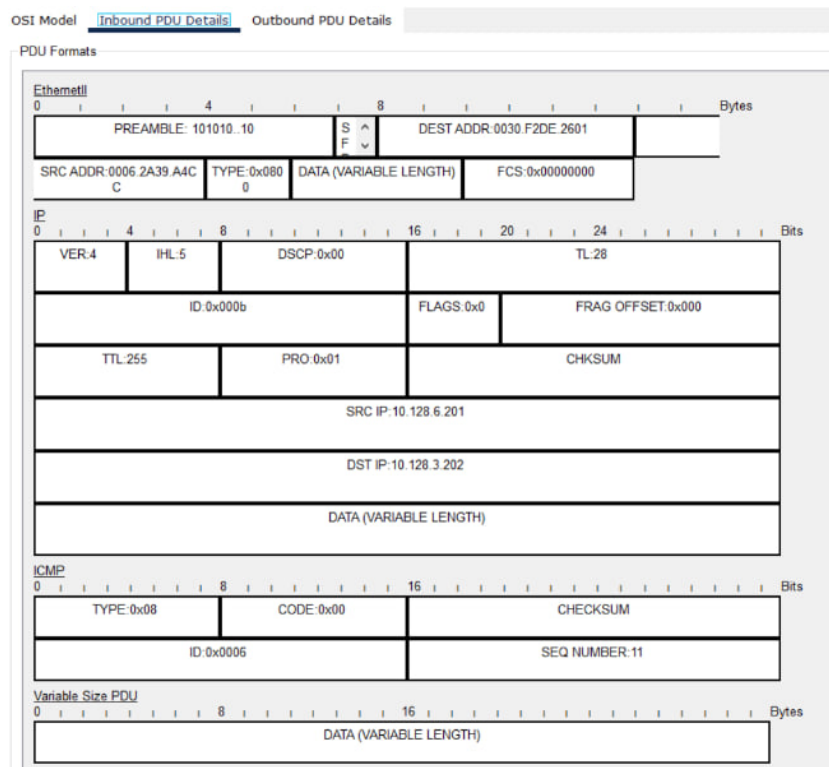 OSI Model Inbound PDU Details Outbound PDU Details
PDU Formats
EthernetII
0 4 8 Bytes
PREAMBLE: 101010..10 S F DEST ADDR:0030.F2DE.2601
SRC ADDR:0006.2A39.A4C
C
TYPE:0x080
0
DATA (VARIABLE LENGTH) FCS:0x00000000
IP
0 4 8 16 20 24 Bits
VER:4 IHL:5 DSCP:0x00 TL:28
ID:0x000b FLAGS:0x0 FRAG OFFSET:0x000
TTL:255 PRO:0x01 CHKSUM
SRC IP:10.128.6.201
DST IP:10.128.3.202
DATA (VARIABLE LENGTH)
ICMP
0 8 16 Bits
TYPE:0x08 CODE:0x00 CHECKSUM
ID:0x0006 SEQ NUMBER:11
Variable Size PDU
0 8 16 Bytes
DATA (VARIABLE LENGTH)